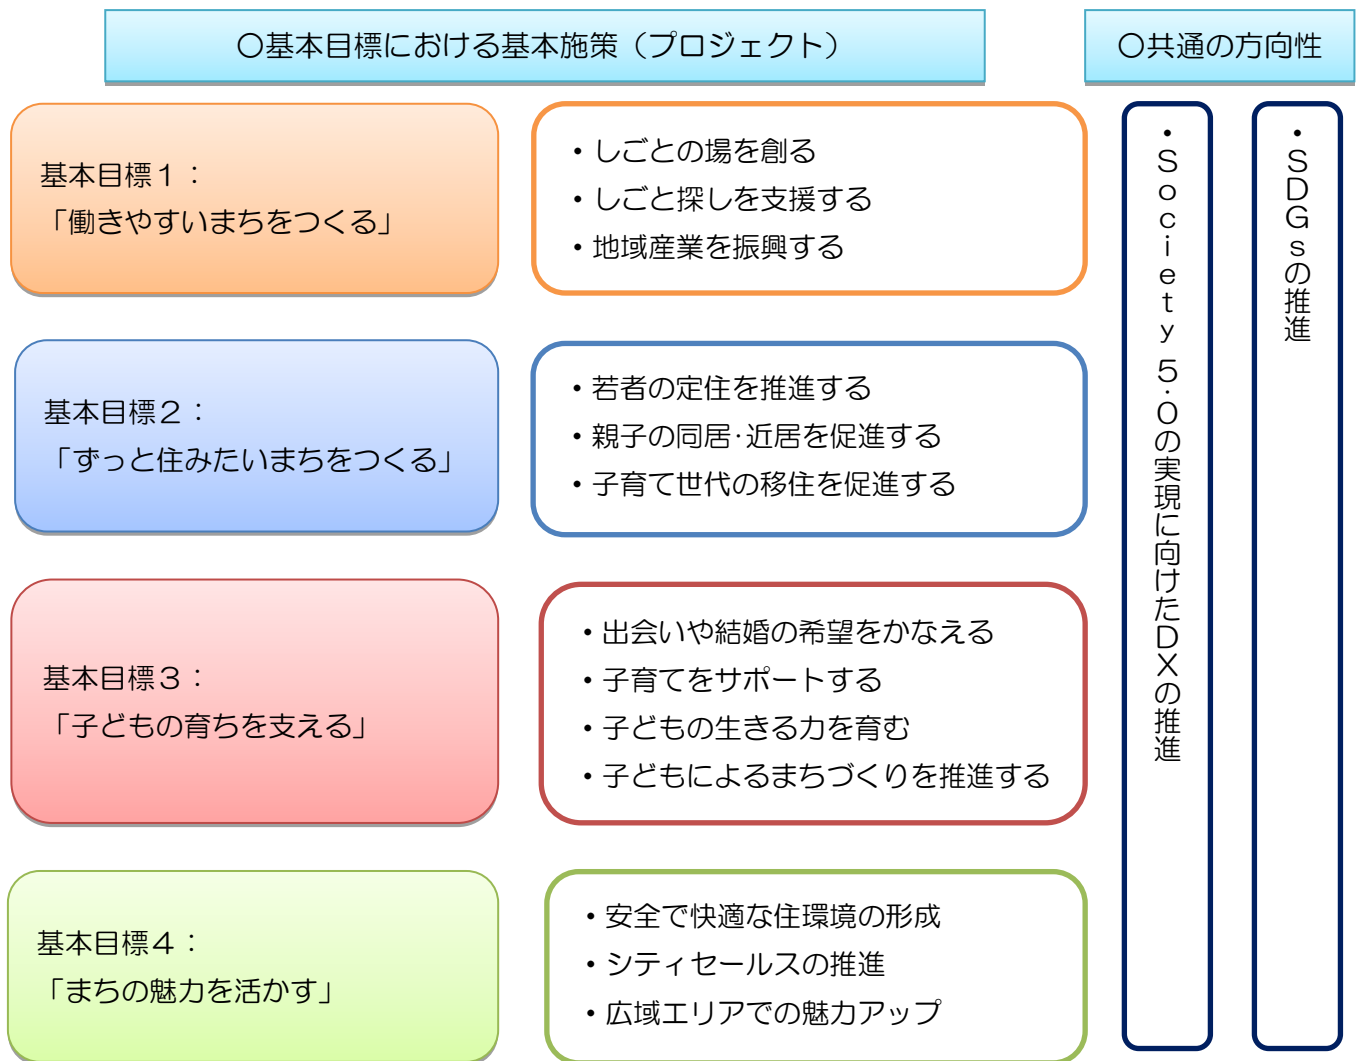 〇基本目標における基本施策（プロジェクト）
〇共通の方向性
基本目標１：
「働きやすいまちをつくる」
・しごとの場を創る
・しごと探しを支援する
・地域産業を振興する
基本目標２：
「ずっと住みたいまちをつくる」
・若者の定住を推進する
・親子の同居･近居を促進する
・子育て世代の移住を促進する
基本目標３：
「子どもの育ちを支える」
・出会いや結婚の希望をかなえる
・子育てをサポートする
・子どもの生きる力を育む
・子どもによるまちづくりを推進する
基本目標４：
「まちの魅力を活かす」
・安全で快適な住環境の形成
・シティセールスの推進
・広域エリアでの魅力アップ
・Ｓｏｃｉｅｔｙ ５.０の実現に向けたＤＸの推進
・ＳＤＧｓの推進